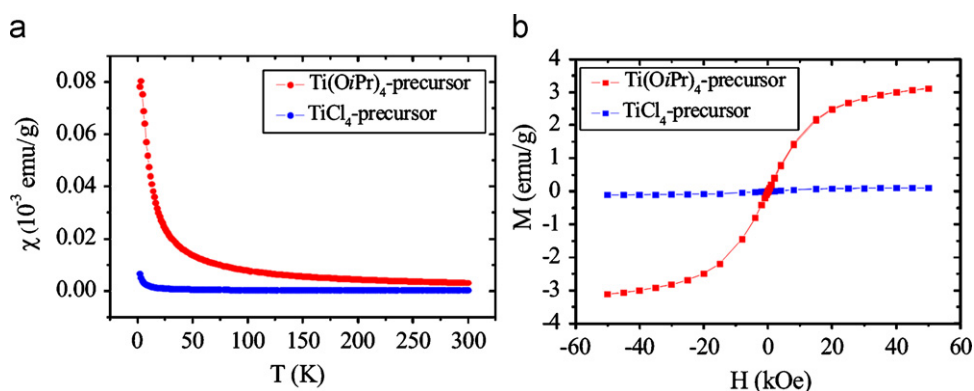 a
0.08
0.06
0.04
0.02
0.00
χ (10⁻³ emu/g)
Ti(OiPr)₄-precursor
TiCl₄-precursor
0 50 100 150 200 250 300
T (K)
b
4
3
2
1
0
-1
-2
-3
-4
M (emu/g)
Ti(OiPr)₄-precursor
TiCl₄-precursor
-60 -40 -20 0 20 40 60
H (kOe)